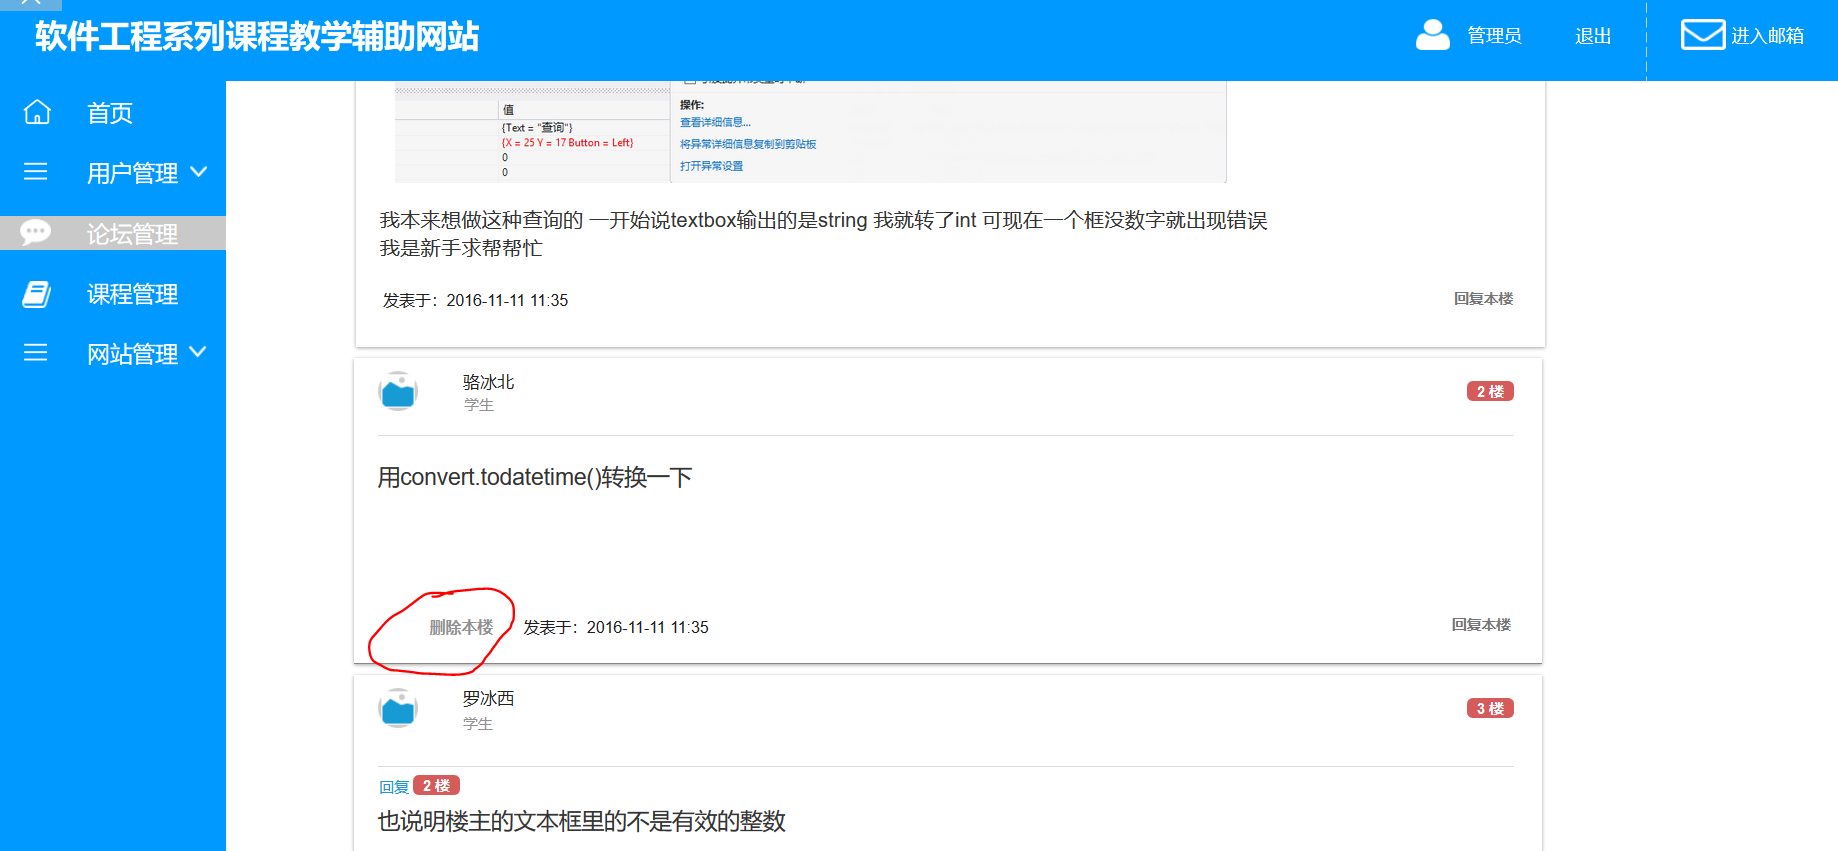 软件工程系列课程教学辅助网站
管理员
退出
进入邮箱
首页
用户管理
论坛管理
课程管理
网站管理
值
{Text = "查询"}
{X = 25 Y = 17 Button = Left}
0
0
操作:
查看详细信息...
将异常详细信息复制到剪贴板
打开异常设置
我本来想做这种查询的 一开始说textbox输出的是string 我就转了int 可现在一个框没数字就出现错误
我是新手求帮帮忙
发表于：2016-11-11 11:35
回复本楼
骆冰北
学生
2 楼
用convert.todatetime()转换一下
删除本楼
发表于：2016-11-11 11:35
回复本楼
罗冰西
学生
3 楼
回复 2 楼
也说明楼主的文本框里的不是有效的整数